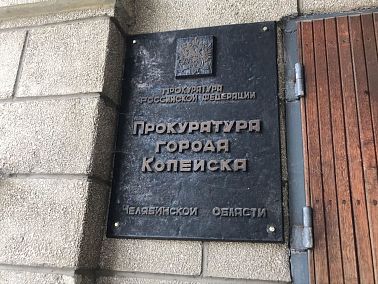 ПРОКУРАТУРА
РОССИЙСКОЙ ФЕДЕРАЦИИ
ПРОКУРАТУРА
ГОРОДА
КОПЕЙСКА
ЧЕЛЯБИНСКОЙ ОБЛАСТИ